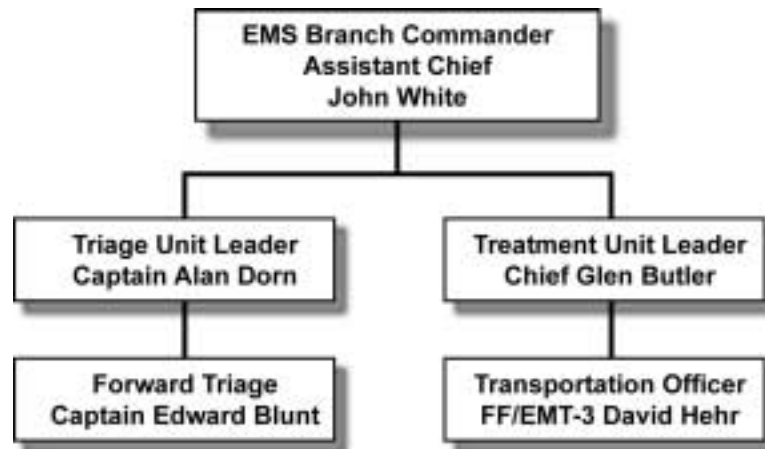 EMS Branch Commander
Assistant Chief
John White
Triage Unit Leader
Captain Alan Dorn
Treatment Unit Leader
Chief Glen Butler
Forward Triage
Captain Edward Blunt
Transportation Officer
FF/EMT-3 David Hehr